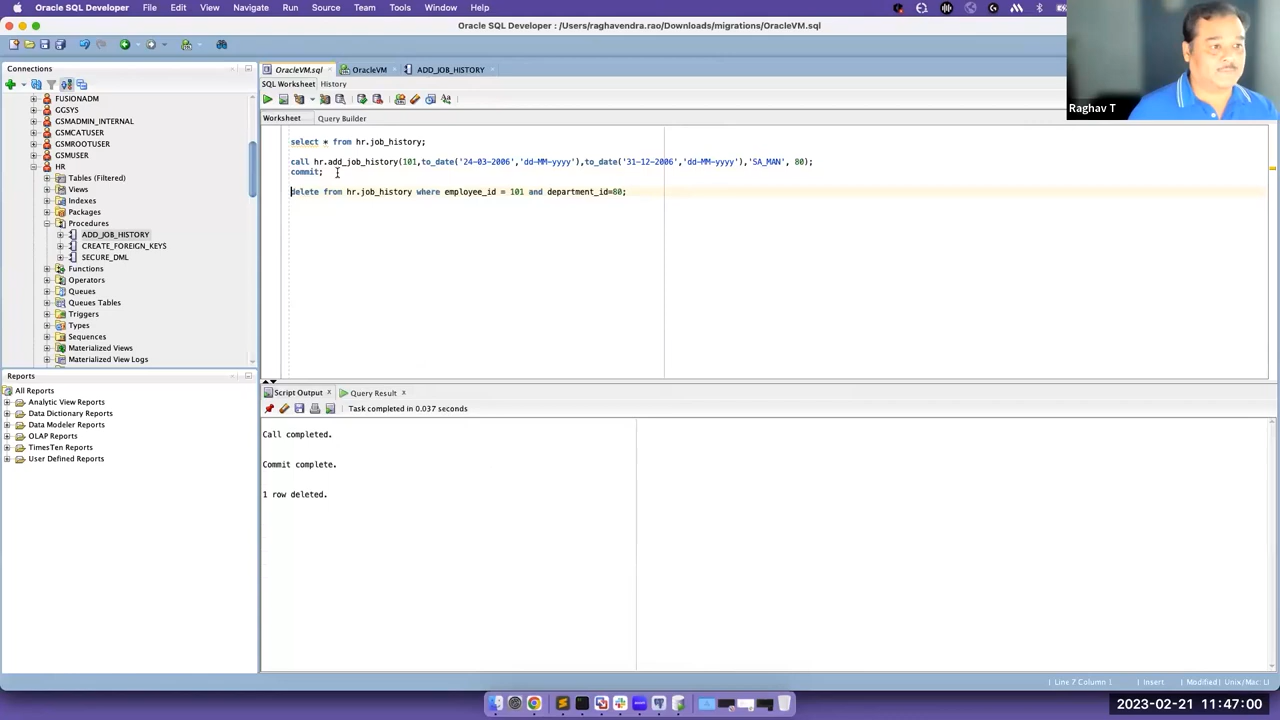 Oracle SQL Developer File Edit View Navigate Run Team Tools Window Help
Oracle SQL Developer : /Users/raghavendra.rao/Downloads/migrations/OracleVM.sql
Connections
FUSIONADM
GGSYS
GSMADMIN_INTERNAL
GSMCATUSER
GSMROOTUSER
GSMUSER
HR
Tables (Filtered)
Views
Indexes
Packages
Procedures
ADD_JOB_HISTORY
CREATE_FOREIGN_KEYS
SECURE_DML
Functions
Operators
Queues
Queues Tables
Triggers
Types
Sequences
Materialized Views
Materialized View Logs
Reports
All Reports
Analytic View Reports
Data Dictionary Reports
Data Modeler Reports
OLAP Reports
TimesTen Reports
User Defined Reports
OracleVM.sql OracleVM ADD_JOB_HISTORY
SQL Worksheet History
Worksheet Query Builder
select * from hr.job_history;
call hr.add_job_history(101,to_date('24-03-2006','dd-MM-yyyy'),to_date('31-12-2006','dd-MM-yyyy'),'SA_MAN', 80);
commit;
delete from hr.job_history where employee_id = 101 and department_id=80;
Script Output Query Result
Task completed in 0.037 seconds
Call completed.
Commit complete.
1 row deleted.
Line 7 Column 1 Insert Modified Unix/Mac: LI
Raghav T
2023-02-21 11:47:00